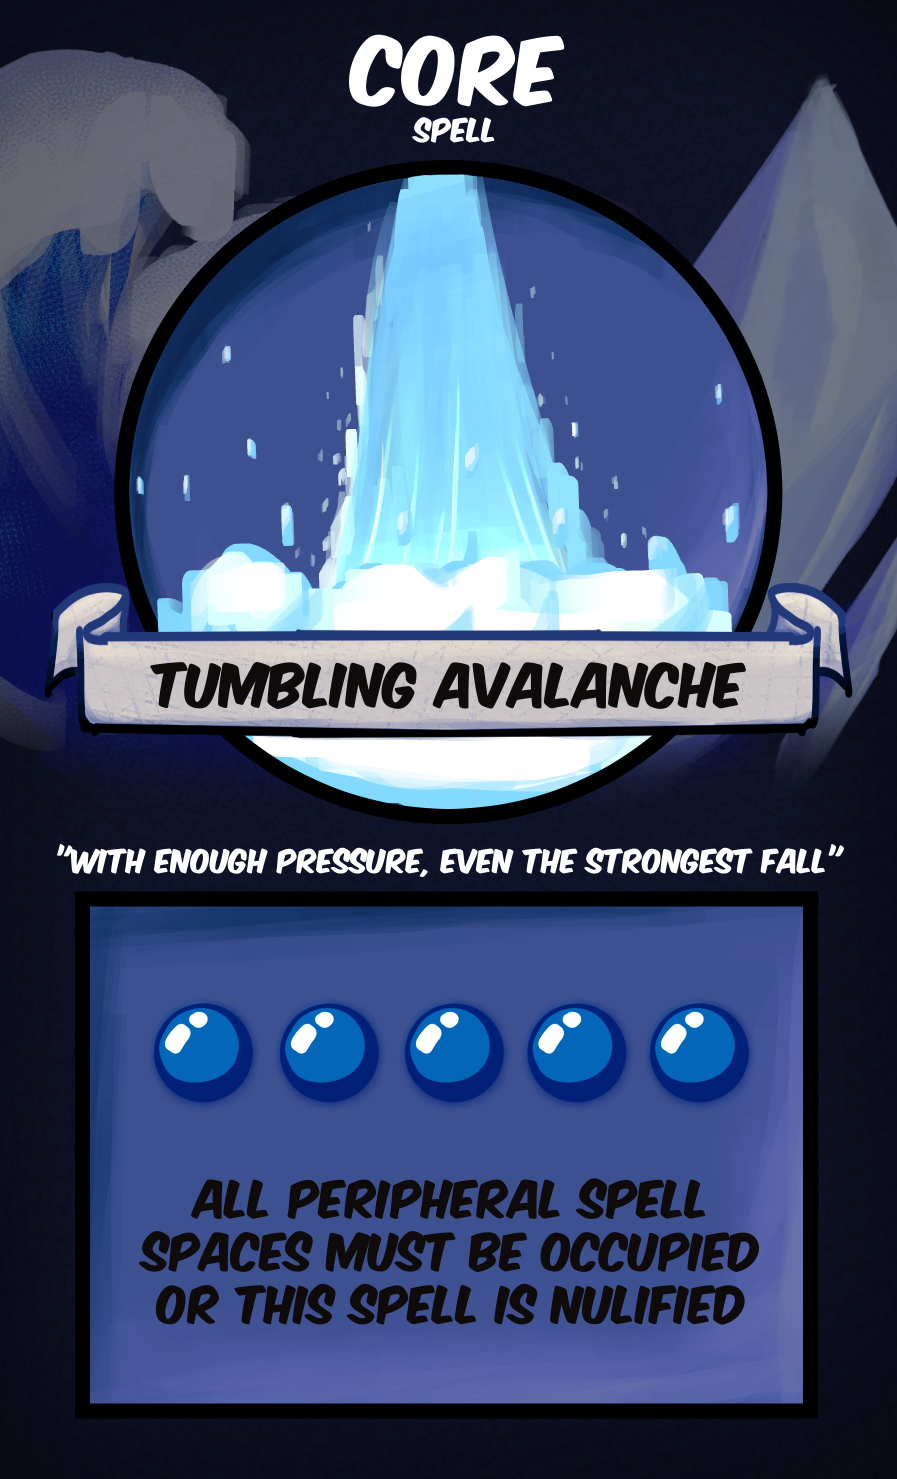 CORE
SPELL
TUMBLING AVALANCHE
"WITH ENOUGH PRESSURE, EVEN THE STRONGEST FALL"
ALL PERIPHERAL SPELL
SPACES MUST BE OCCUPIED
OR THIS SPELL IS NULIFIED